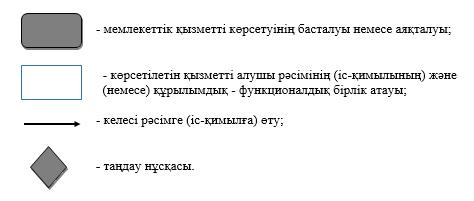 - мемлекеттік қызметті көрсетуінің басталуы немесе аяқталуы;
- көрсетілетін қызметті алушы рәсімінің (іс-қимылының) және
(немесе) құрылымдық - функционалдық бірлік атауы;
- келесі рәсімге (іс-қимылға) өту;
- таңдау нұсқасы.